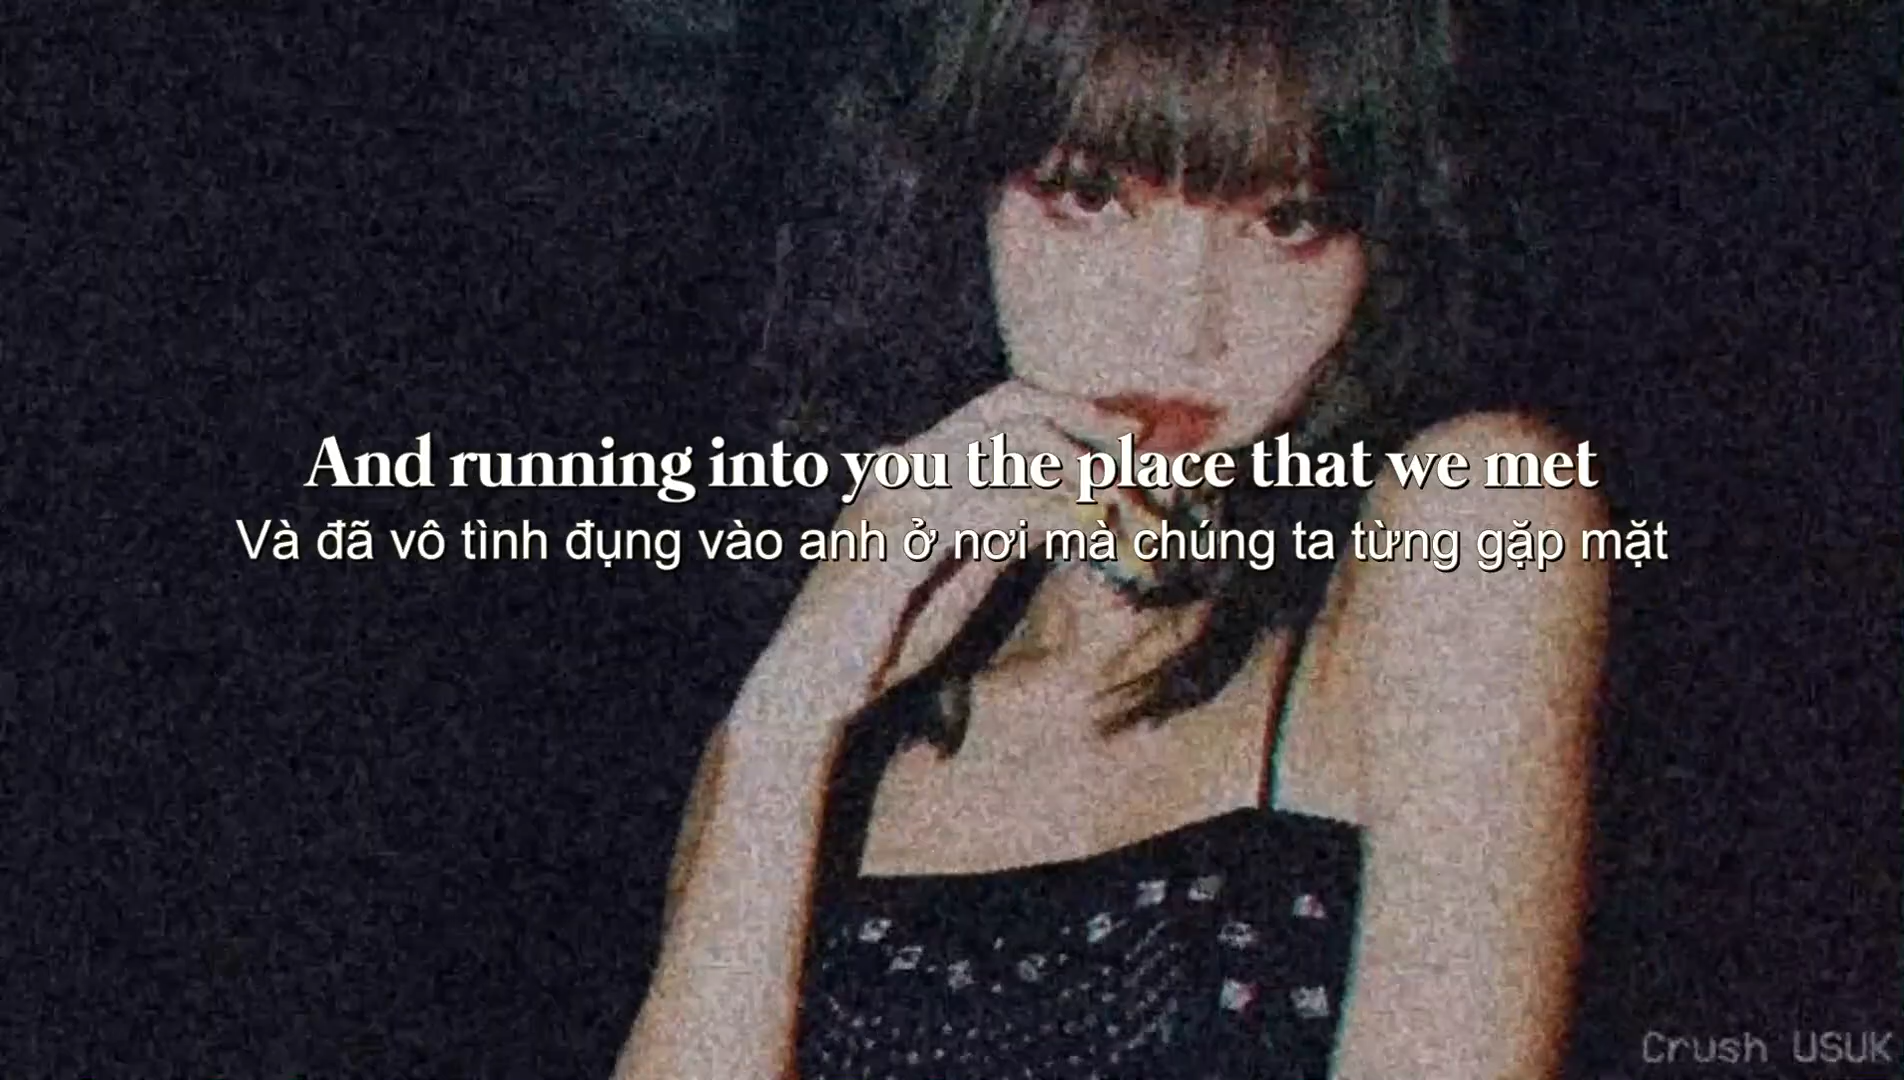 And running into you the place that we met
Và đã vô tình đụng vào anh ở nơi mà chúng ta từng gặp mặt
Crush USUK